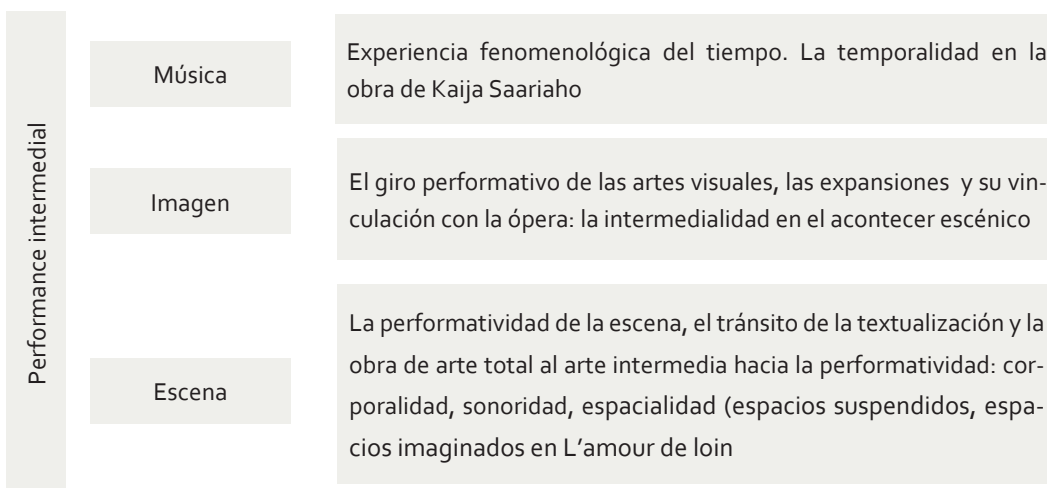 Performance intermedial
Música
Experiencia fenomenológica del tiempo. La temporalidad en la
obra de Kaija Saariaho
Imagen
El giro performativo de las artes visuales, las expansiones y su vin-
culación con la ópera: la intermedialidad en el acontecer escénico
Escena
La performatividad de la escena, el tránsito de la textualización y la
obra de arte total al arte intermedia hacia la performatividad: cor-
poralidad, sonoridad, espacialidad (espacios suspendidos, espa-
cios imaginados en L’amour de loin